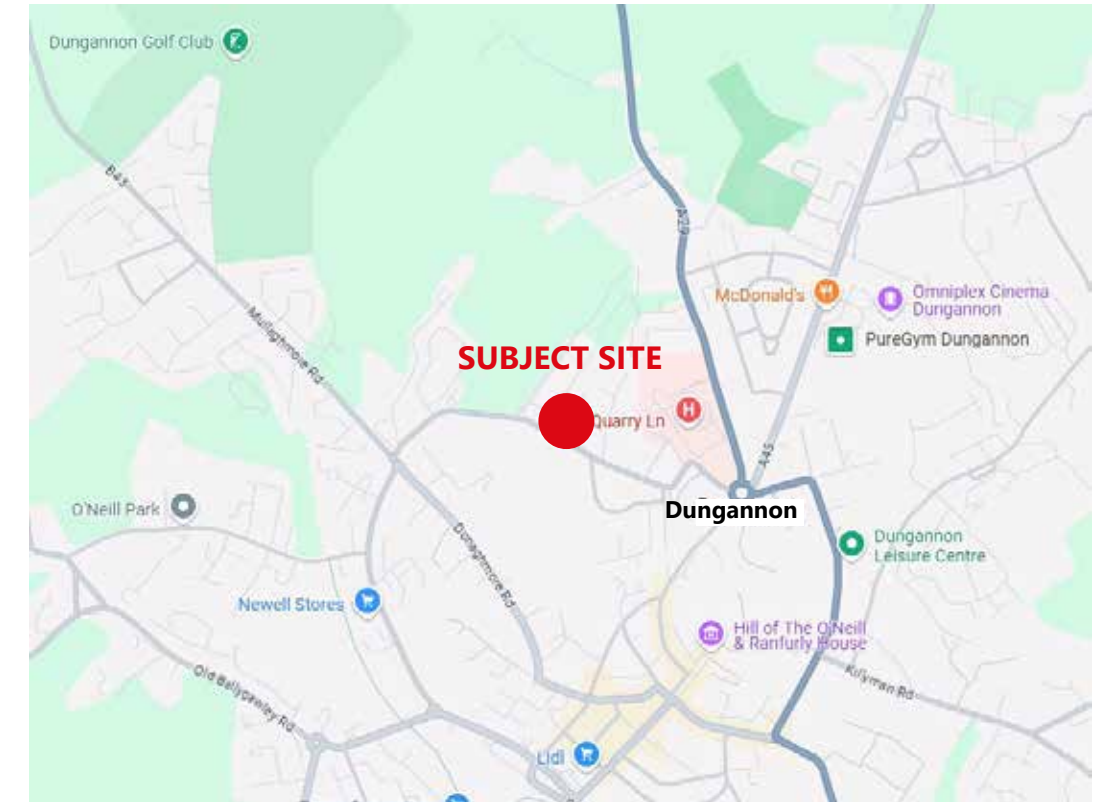 Dungannon Golf Club
B43
A29
McDonald's
Omniplex Cinema
Dungannon
PureGym Dungannon
Mullaghmore Rd
SUBJECT SITE
Quarry Ln
H
A45
Dungannon
O'Neill Park
Dungannon
Leisure Centre
Donaghmore Rd
Newell Stores
Hill of The O'Neill
& Ranfurly House
Killyman Rd
Old Ballygawley Rd
Lidl